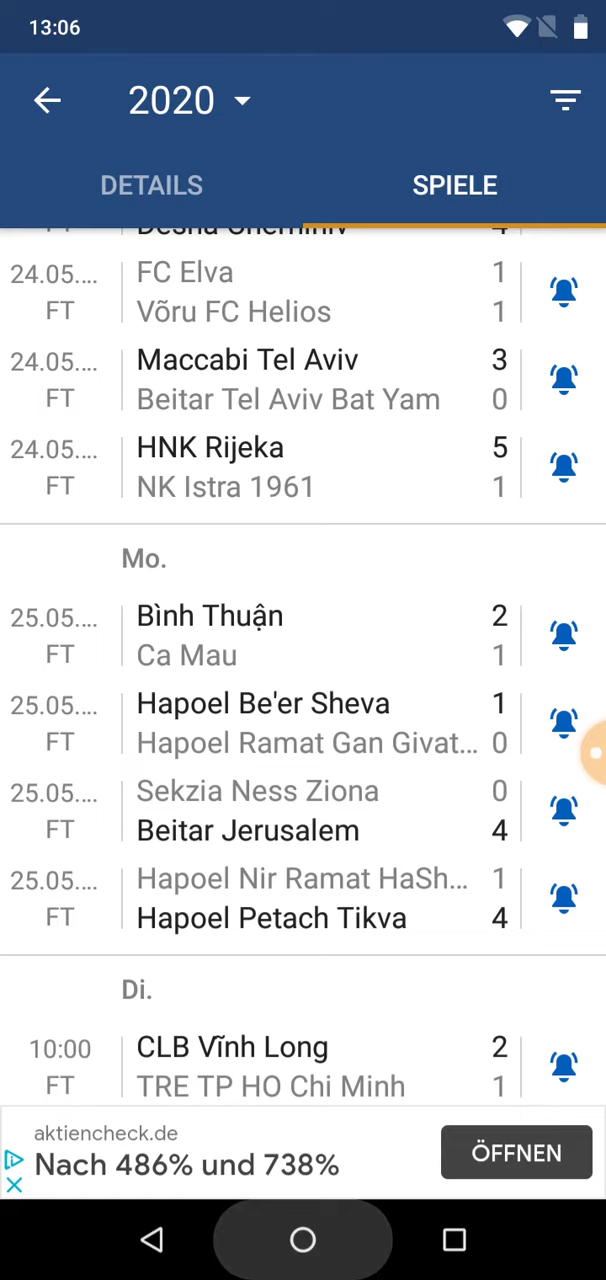 13:06
2020
DETAILS
SPIELE
24.05.... FC Elva 1
FT Võru FC Helios 1
24.05.... Maccabi Tel Aviv 3
FT Beitar Tel Aviv Bat Yam 0
24.05.... HNK Rijeka 5
FT NK Istra 1961 1
Mo.
25.05.... Bình Thuận 2
FT Ca Mau 1
25.05.... Hapoel Be'er Sheva 1
FT Hapoel Ramat Gan Givat... 0
25.05.... Sekzia Ness Ziona 0
FT Beitar Jerusalem 4
25.05.... Hapoel Nir Ramat HaSh... 1
FT Hapoel Petach Tikva 4
Di.
10:00 CLB Vĩnh Long 2
FT TRE TP HO Chi Minh 1
aktiencheck.de
Nach 486% und 738%
ÖFFNEN